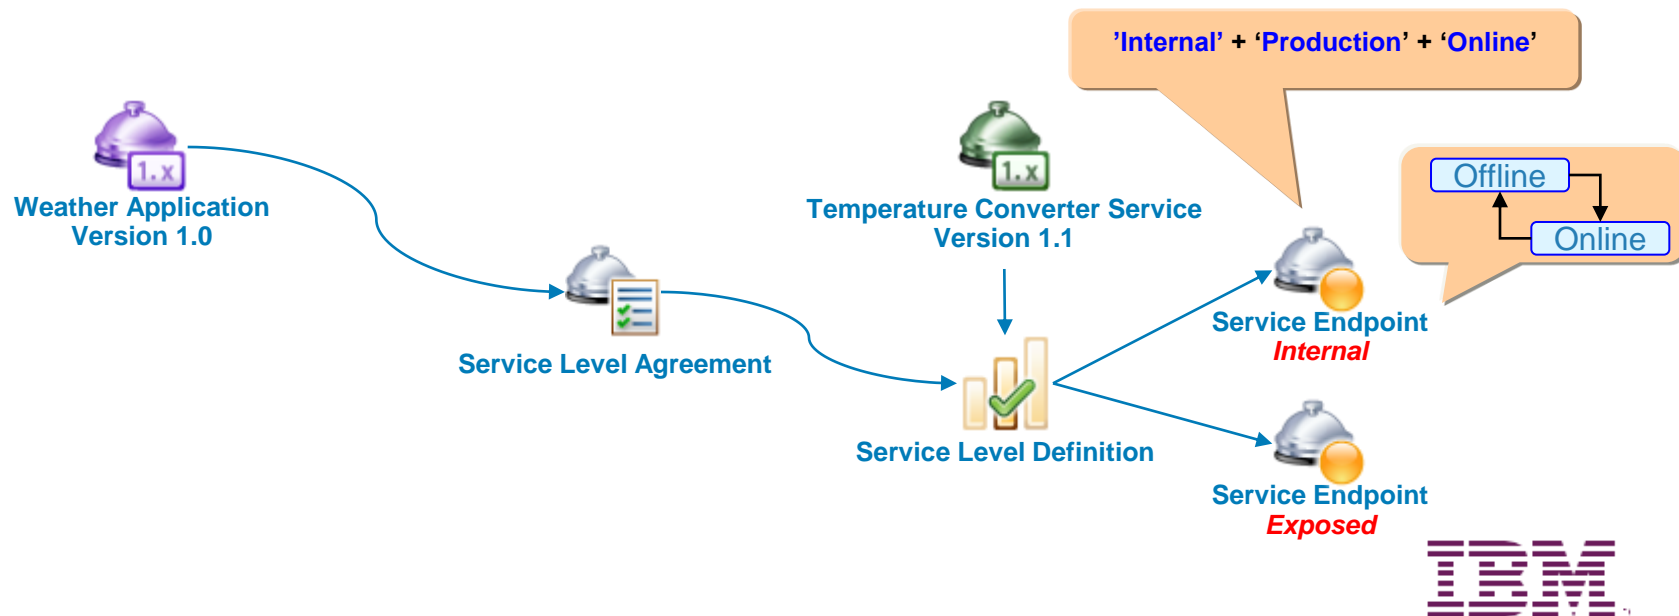 ’Internal’ + ‘Production’ + ‘Online’
1.x
Weather Application
Version 1.0
1.x
Temperature Converter Service
Version 1.1
Offline
Online
Service Level Agreement
Service Endpoint
Internal
Service Level Definition
Service Endpoint
Exposed
IBM